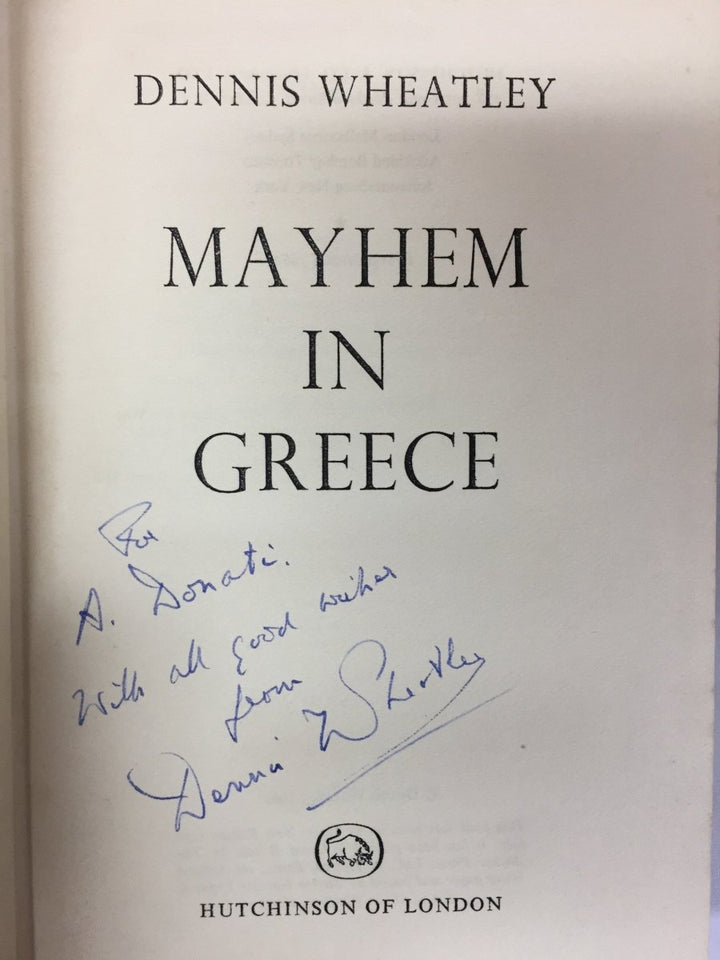 DENNIS WHEATLEY
MAYHEM
IN
GREECE
For
A. Donati.
With all good wishes
from
Dennis Wheatley
HUTCHINSON OF LONDON